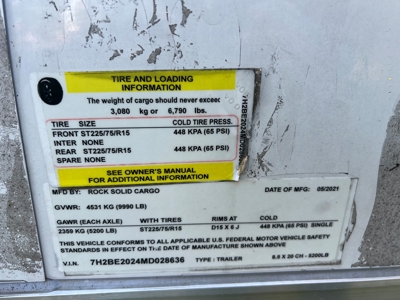 TIRE AND LOADING
INFORMATION
The weight of cargo should never exceed
3,080 kg or 6,790 lbs.
TIRE SIZE COLD TIRE PRESS.
FRONT ST225/75/R15 448 KPA (65 PSI)
INTER NONE
REAR ST225/75/R15 448 KPA (65 PSI)
SPARE NONE
SEE OWNER'S MANUAL
FOR ADDITIONAL INFORMATION
MFD BY: ROCK SOLID CARGO DATE OF MFG: 05/2021
GVWR: 4531 KG (9990 LB)
GAWR (EACH AXLE) WITH TIRES RIMS AT COLD
2359 KG (5200 LB) ST225/75/R15 D15 X 6 J 448 KPA (65 PSI) SINGLE
THIS VEHICLE CONFORMS TO ALL APPLICABLE U.S. FEDERAL MOTOR VEHICLE SAFETY
STANDARDS IN EFFECT ON THE DATE OF MANUFACTURE SHOWN ABOVE
V.I.N. 7H2BE2024MD028636 TYPE: TRAILER 8.5 X 20 CH - 5200LB